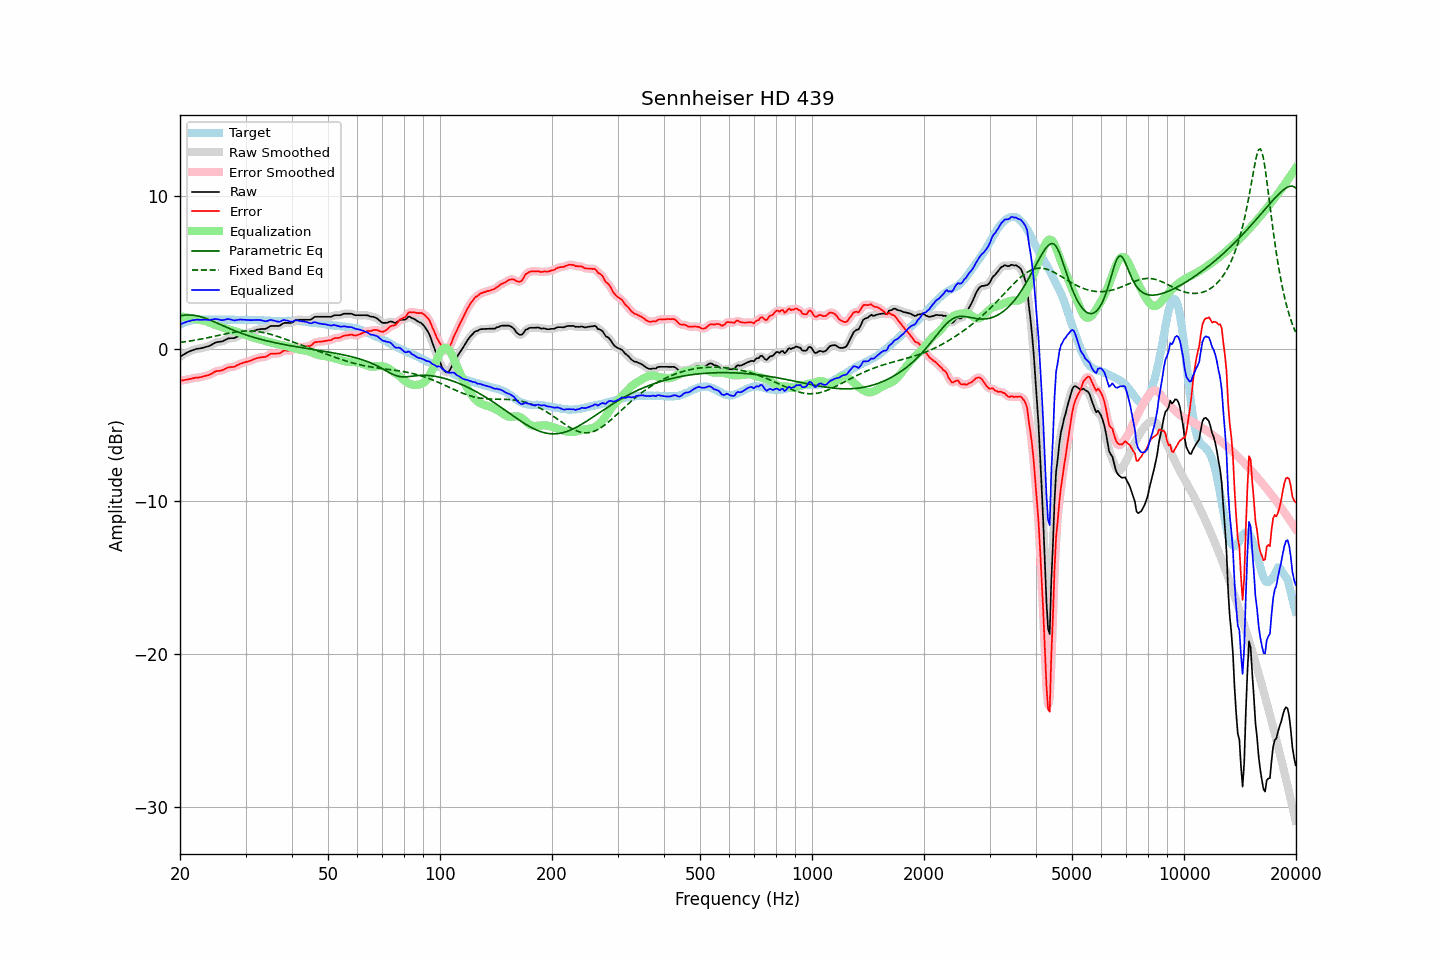 Sennheiser HD 439
Target
Raw Smoothed
Error Smoothed
Raw
Error
Equalization
Parametric Eq
Fixed Band Eq
Equalized
10
0
−10
−20
−30
Amplitude (dBr)
20 50 100 200 500 1000 2000 5000 10000 20000
Frequency (Hz)